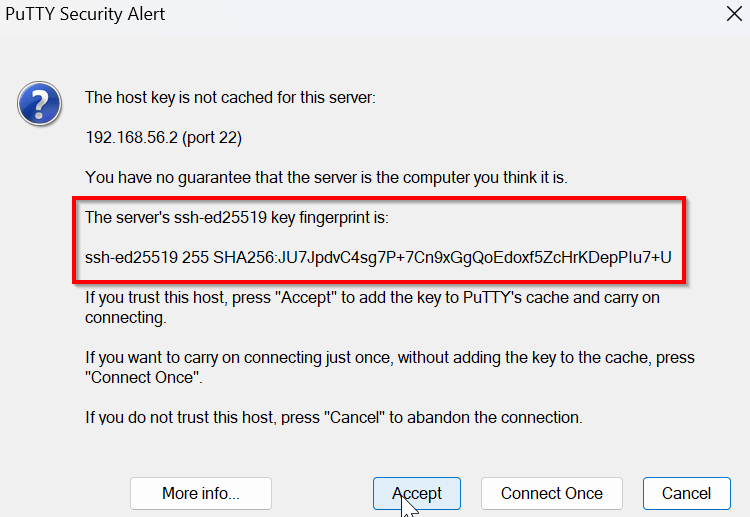 PuTTY Security Alert
The host key is not cached for this server:
192.168.56.2 (port 22)
You have no guarantee that the server is the computer you think it is.
The server's ssh-ed25519 key fingerprint is:
ssh-ed25519 255 SHA256:JU7JpdvC4sg7P+7Cn9xGgQoEdoxf5ZcHrKDepPIu7+U
If you trust this host, press "Accept" to add the key to PuTTY's cache and carry on
connecting.
If you want to carry on connecting just once, without adding the key to the cache, press
"Connect Once".
If you do not trust this host, press "Cancel" to abandon the connection.
More info... Accept Connect Once Cancel